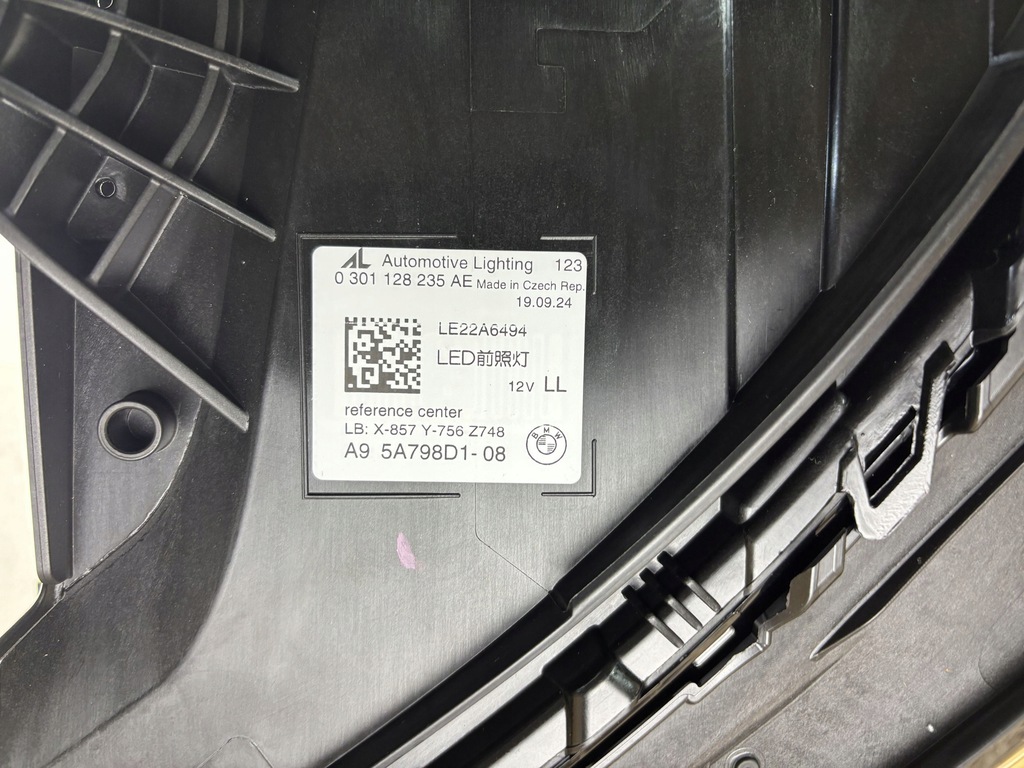 AL Automotive Lighting 123
0 301 128 235 AE Made in Czech Rep.
19.09.24
LE22A6494
LED前照灯
12V LL
reference center
LB: X-857 Y-756 Z748
A9 5A798D1-08
BMW